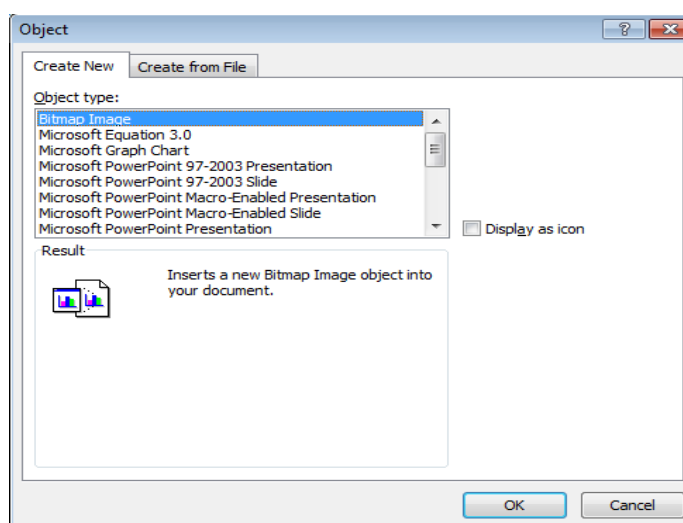 Object
Create New
Create from File
Object type:
Bitmap Image
Microsoft Equation 3.0
Microsoft Graph Chart
Microsoft PowerPoint 97-2003 Presentation
Microsoft PowerPoint 97-2003 Slide
Microsoft PowerPoint Macro-Enabled Presentation
Microsoft PowerPoint Macro-Enabled Slide
Microsoft PowerPoint Presentation
Display as icon
Result
Inserts a new Bitmap Image object into
your document.
OK
Cancel